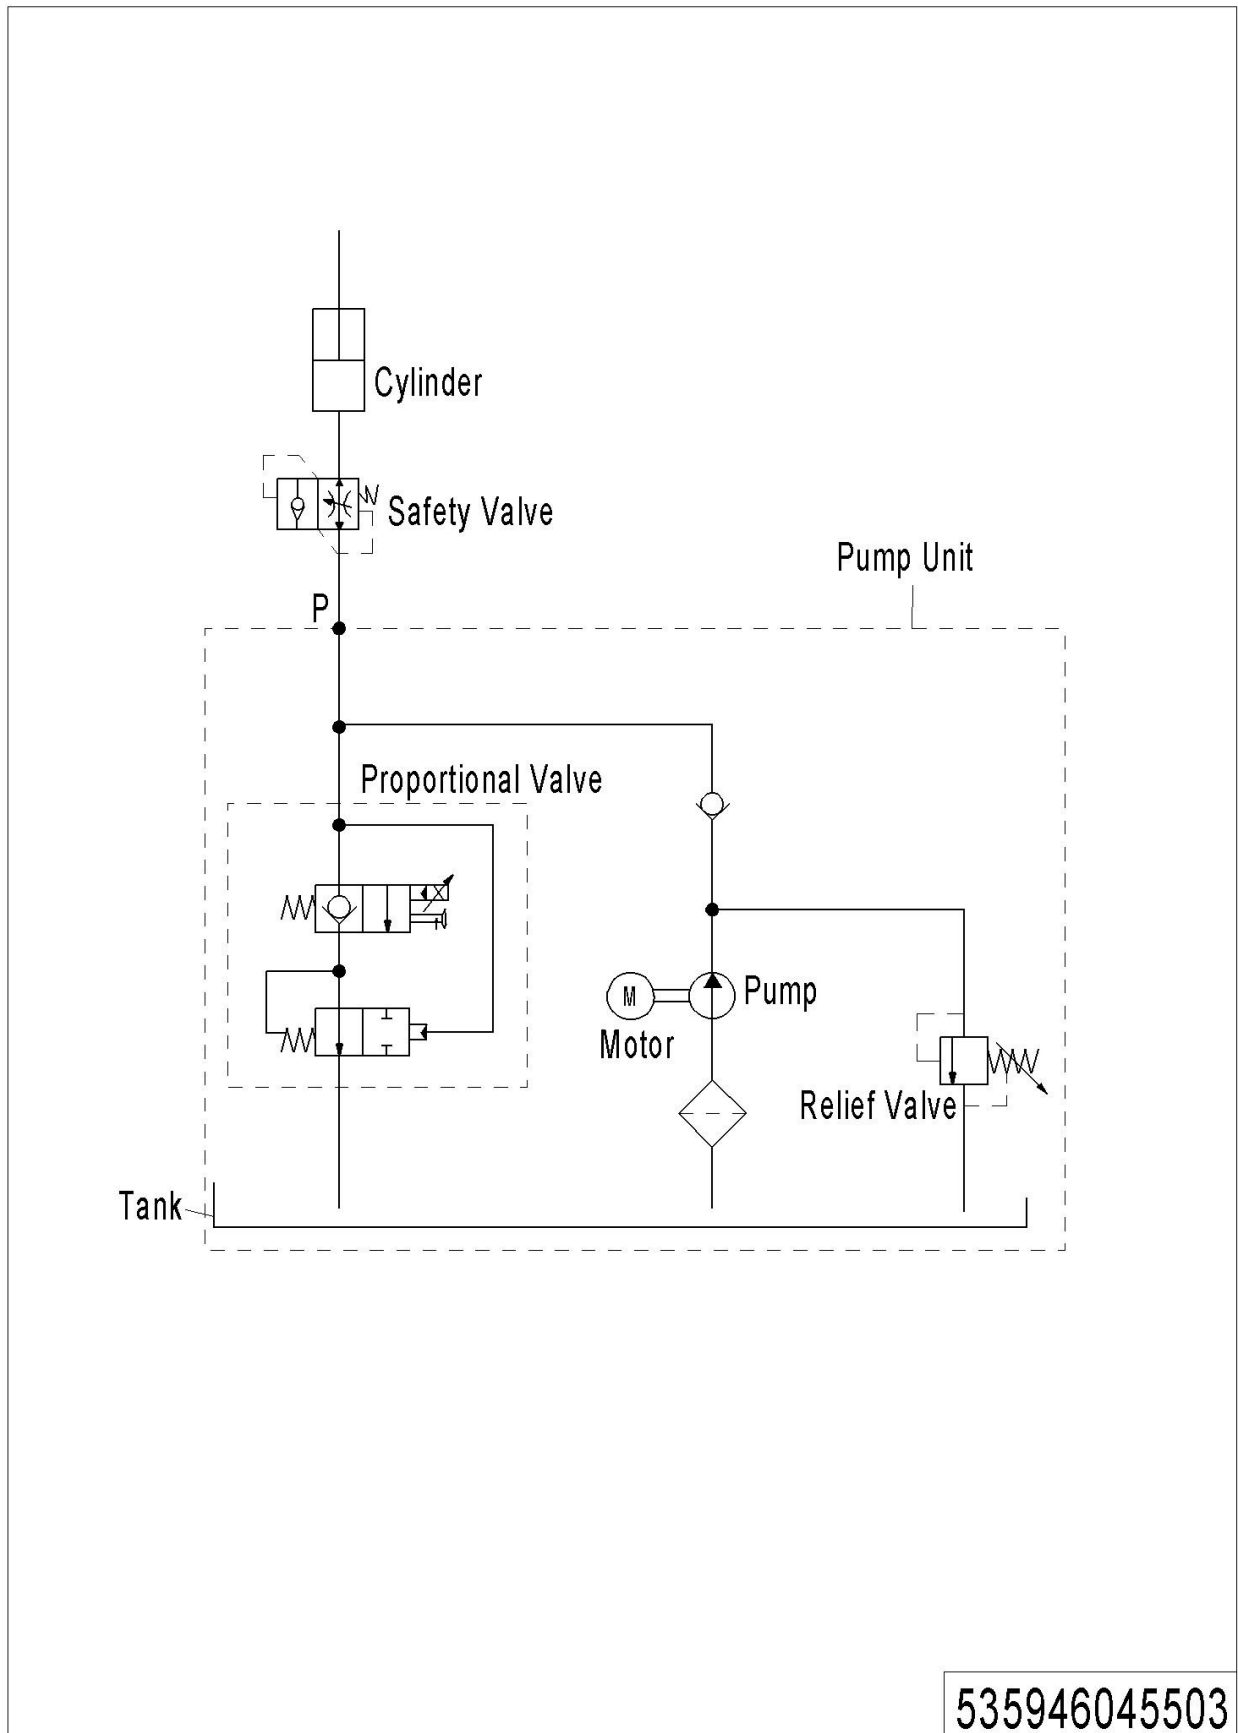 Cylinder
Safety Valve
Pump Unit
P
Proportional Valve
M
Pump
Motor
Relief Valve
Tank
535946045503